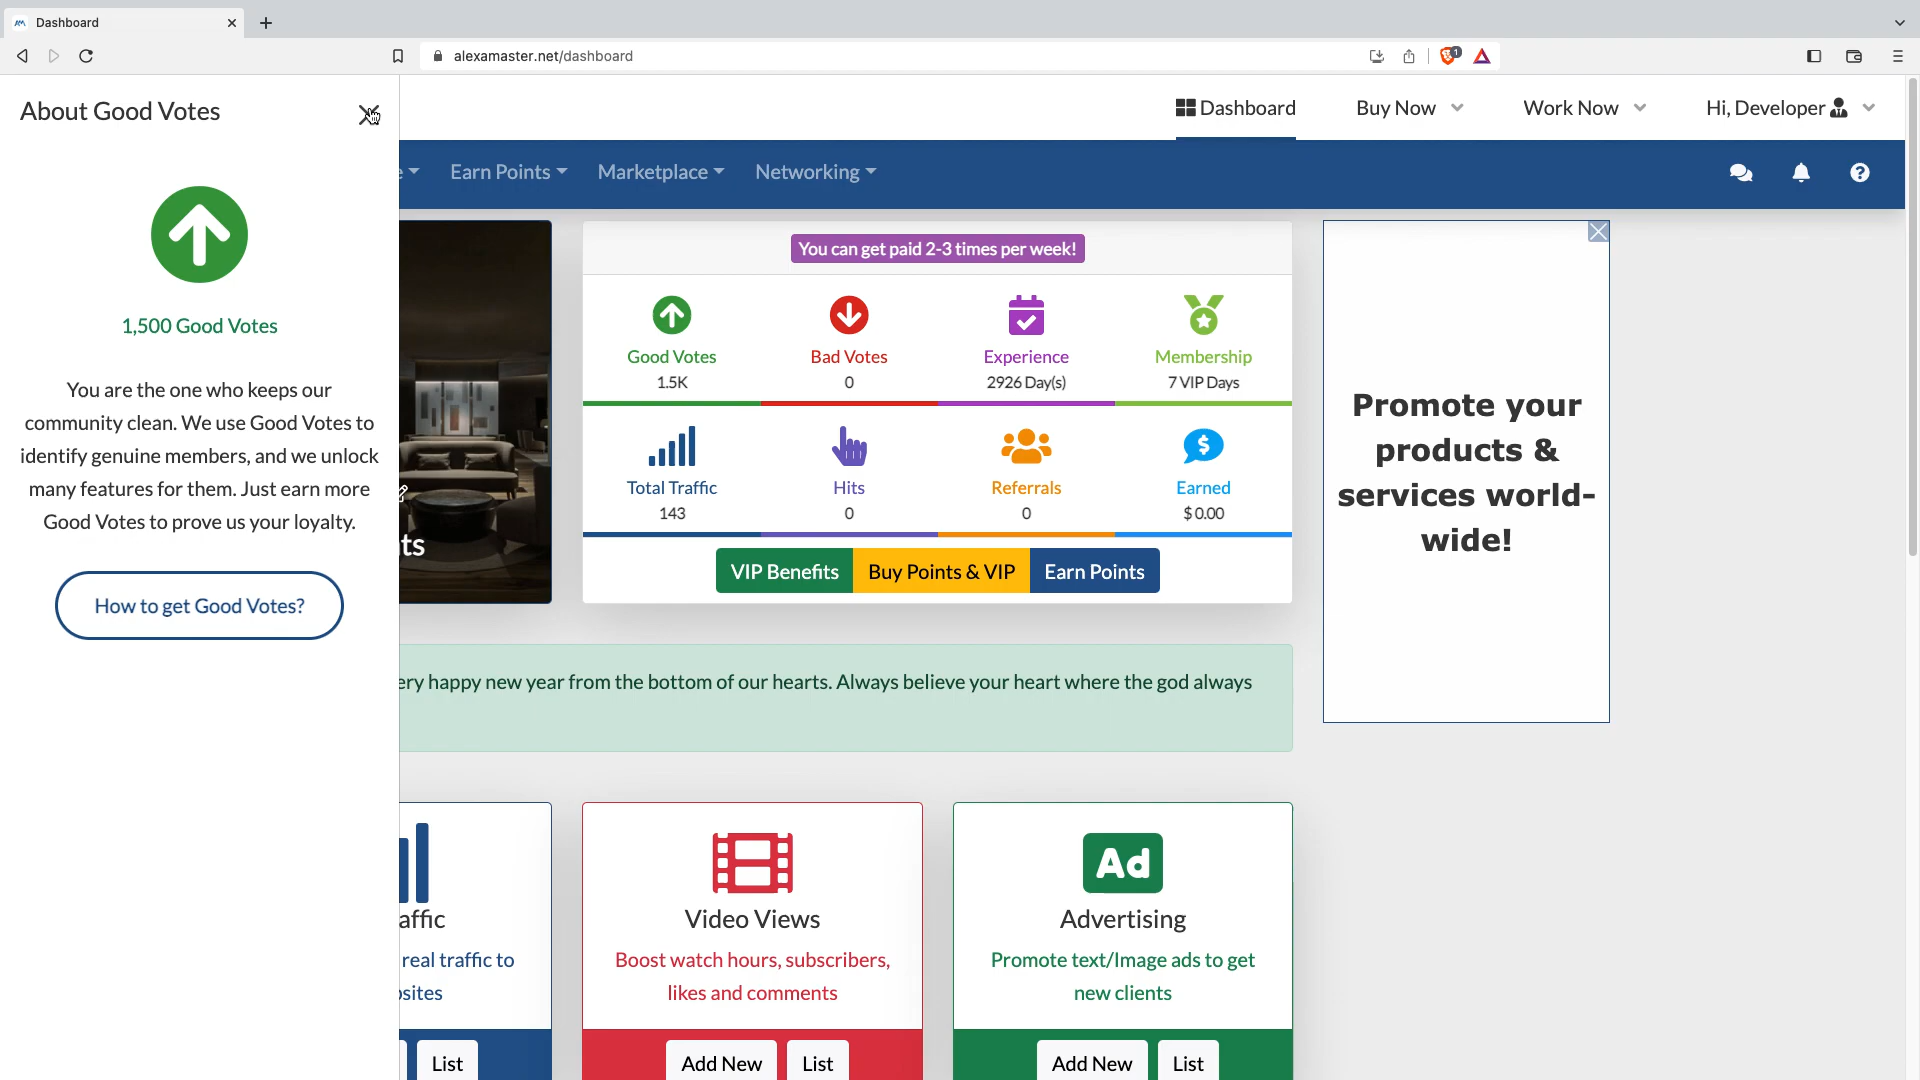 Dashboard
alexamaster.net/dashboard
1
About Good Votes
1,500 Good Votes
You are the one who keeps our
community clean. We use Good Votes to
identify genuine members, and we unlock
many features for them. Just earn more
Good Votes to prove us your loyalty.
How to get Good Votes?
Dashboard Buy Now Work Now Hi, Developer
e Earn Points Marketplace Networking
ts
You can get paid 2-3 times per week!
Good Votes Bad Votes Experience Membership
1.5K 0 2926 Day(s) 7 VIP Days
Total Traffic Hits Referrals Earned
143 0 0 $ 0.00
VIP Benefits Buy Points & VIP Earn Points
Promote your
products &
services world-
wide!
ery happy new year from the bottom of our hearts. Always believe your heart where the god always
affic
real traffic to
sites
List
Video Views
Boost watch hours, subscribers,
likes and comments
Add New List
Ad
Advertising
Promote text/Image ads to get
new clients
Add New List